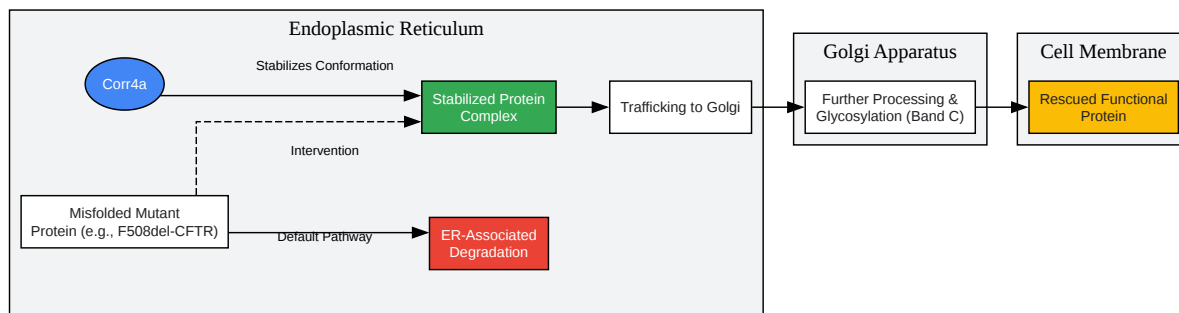 Endoplasmic Reticulum
Golgi Apparatus
Cell Membrane
Corr4a
Stabilizes Conformation
Stabilized Protein
Complex
Trafficking to Golgi
Further Processing &
Glycosylation (Band C)
Rescued Functional
Protein
Intervention
Misfolded Mutant
Protein (e.g., F508del-CFTR)
Default Pathway
ER-Associated
Degradation